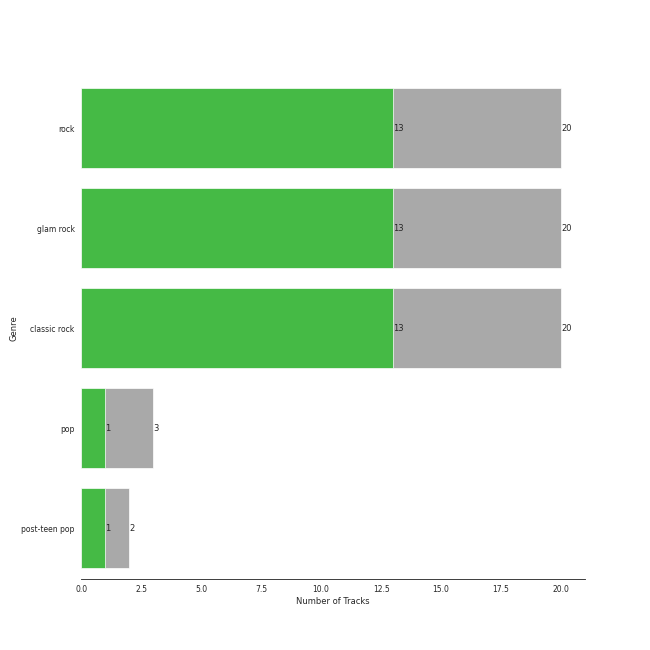 rock 13 20
glam rock 13 20
classic rock 13 20
Genre
pop 1 3
post-teen pop 1 2
0.0 2.5 5.0 7.5 10.0 12.5 15.0 17.5 20.0
Number of Tracks